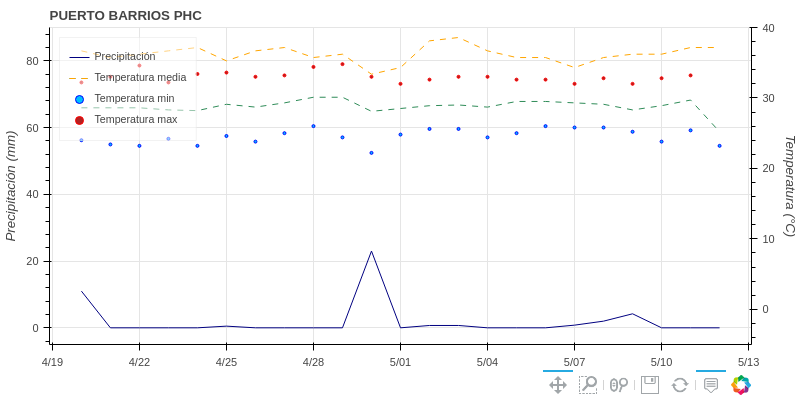 PUERTO BARRIOS PHC
Precipitación
Temperatura media
Temperatura min
Temperatura max
Precipitación (mm)
80
60
40
20
0
Temperatura (°C)
40
30
20
10
0
4/19 4/22 4/25 4/28 5/01 5/04 5/07 5/10 5/13